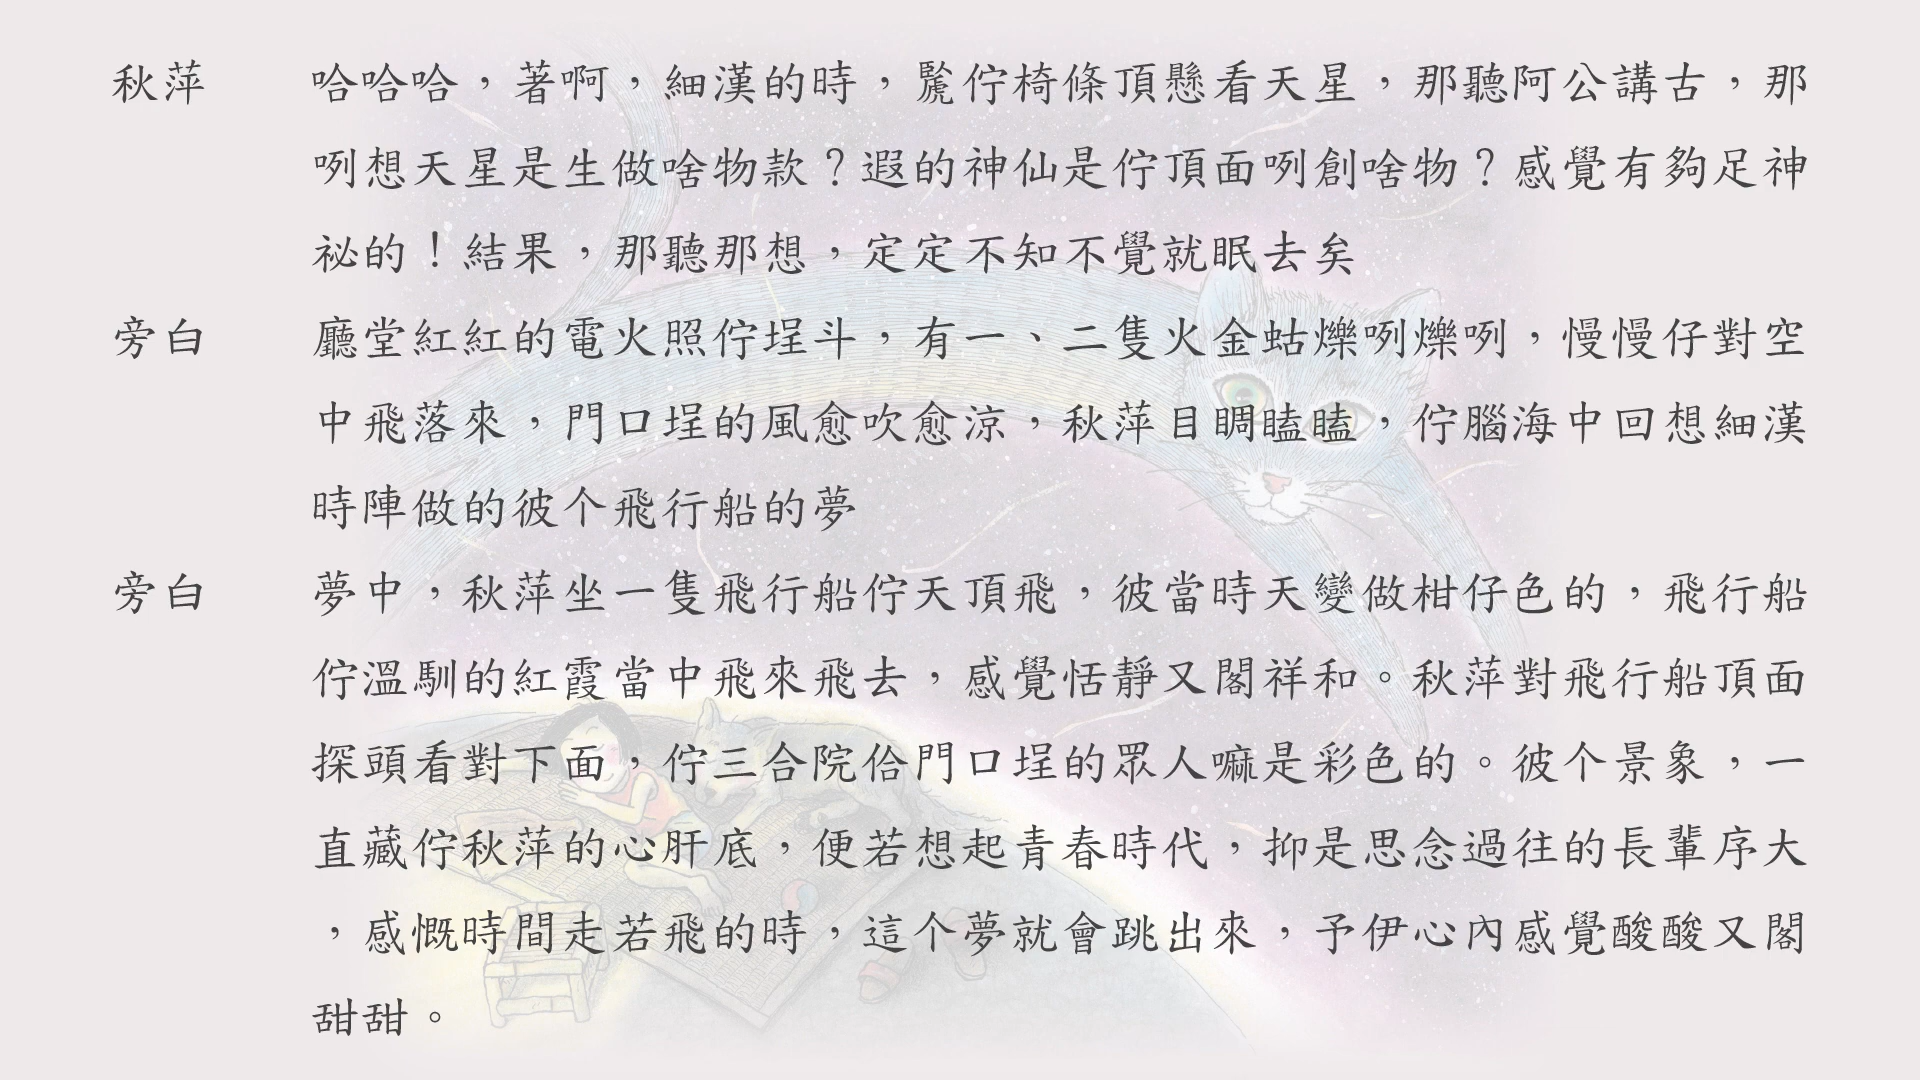 秋萍　哈哈哈，著啊，細漢的時，覽佇椅條頂懸看天星，那聽阿公講古，那
咧想天星是生做啥物款？遐的神仙是佇頂面咧創啥物？感覺有夠足神
祕的！結果，那聽那想，定定不知不覺就眠去矣
旁白　廳堂紅紅的電火照佇埕斗，有一、二隻火金蛄爍咧爍咧，慢慢仔對空
中飛落來，門口埕的風愈吹愈涼，秋萍目睭瞌瞌，佇腦海中回想細漢
時陣做的彼个飛行船的夢
旁白　夢中，秋萍坐一隻飛行船佇天頂飛，彼當時天變做柑仔色的，飛行船
佇溫馴的紅霞當中飛來飛去，感覺恬靜又閣祥和。秋萍對飛行船頂面
探頭看對下面，佇三合院佮門口埕的眾人嘛是彩色的。彼个景象，一
直藏佇秋萍的心肝底，便若想起青春時代，抑是思念過往的長輩序大
，感慨時間走若飛的時，這个夢就會跳出來，予伊心內感覺酸酸又閣
甜甜。